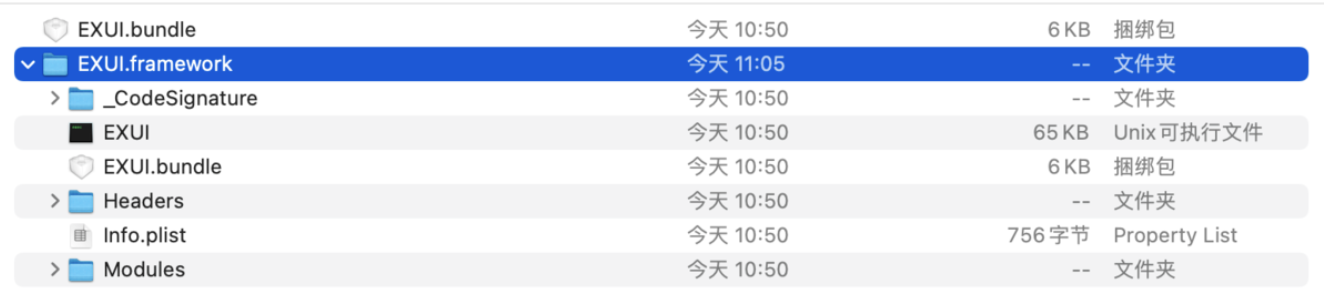 EXUI.bundle 今天 10:50 6 KB 捆绑包
EXUI.framework 今天 11:05 -- 文件夹
_CodeSignature 今天 10:50 -- 文件夹
EXUI 今天 10:50 65 KB Unix可执行文件
EXUI.bundle 今天 10:50 6 KB 捆绑包
Headers 今天 10:50 -- 文件夹
Info.plist 今天 10:50 756 字节 Property List
Modules 今天 10:50 -- 文件夹